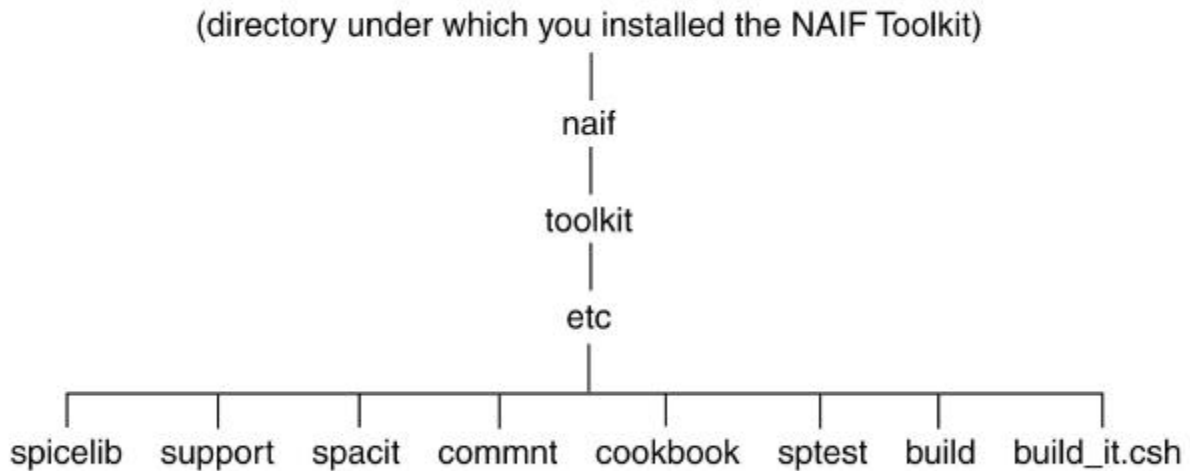 (directory under which you installed the NAIF Toolkit)
naif
toolkit
etc
spicelib support spacit commnt cookbook sptest build build_it.csh